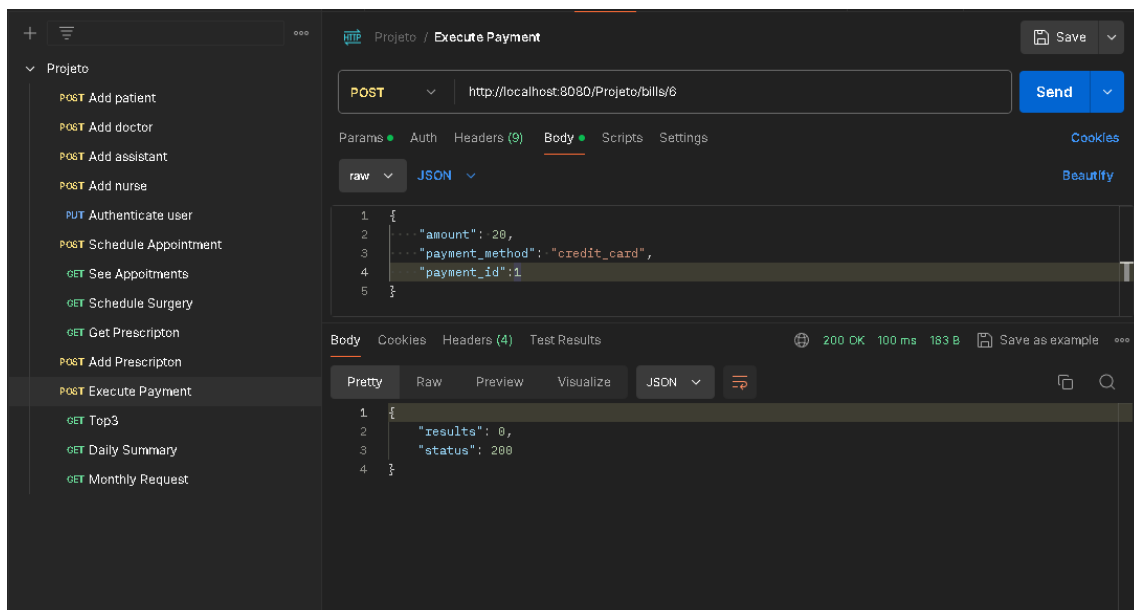 Projeto / Execute Payment
Save
Projeto
POST Add patient
POST Add doctor
POST Add assistant
POST Add nurse
PUT Authenticate user
POST Schedule Appointment
GET See Appoitments
GET Schedule Surgery
GET Get Prescripton
POST Add Prescripton
POST Execute Payment
GET Top3
GET Daily Summary
GET Monthly Request
HTTP
POST http://localhost:8080/Projeto/bills/6 Send
Params Auth Headers (9) Body Scripts Settings Cookies
raw JSON Beautify
1 {
2 ····"amount":·20,
3 ····"payment_method":·"credit_card",
4 ····"payment_id":1
5 }
Body Cookies Headers (4) Test Results 200 OK 100 ms 183 B Save as example
Pretty Raw Preview Visualize JSON
1 {
2 "results": 0,
3 "status": 200
4 }